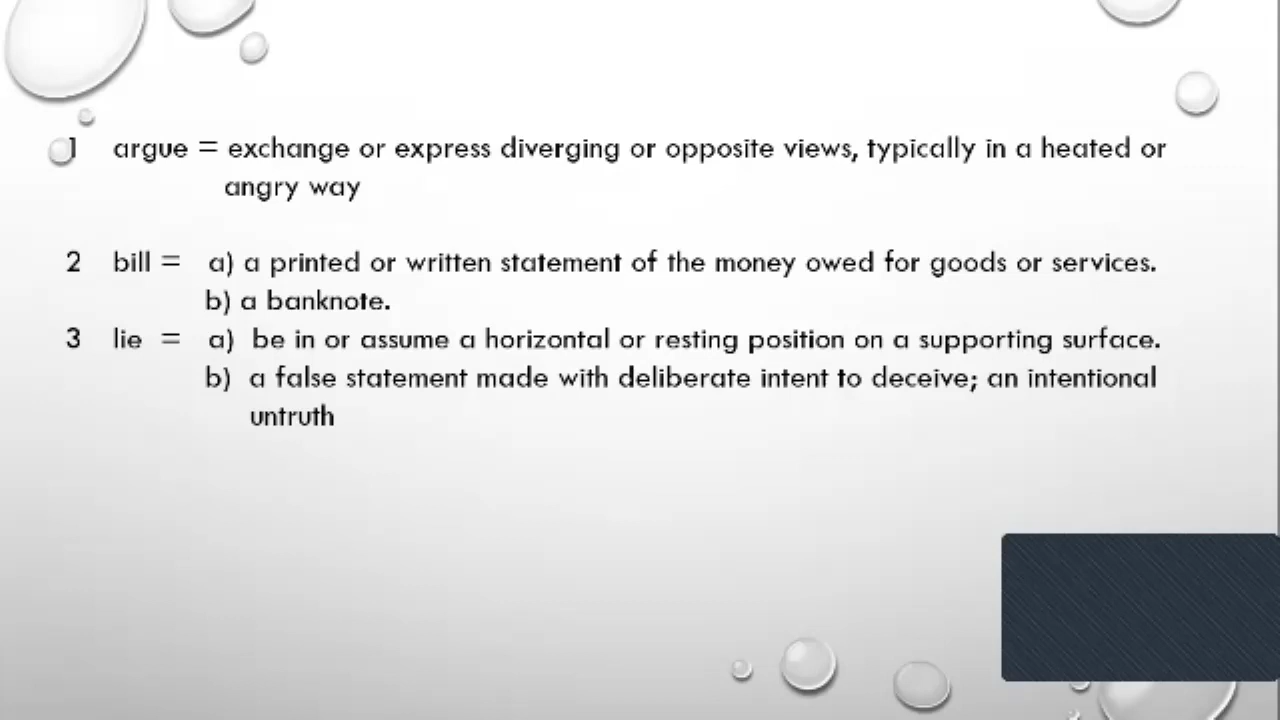 1 argue = exchange or express diverging or opposite views, typically in a heated or
angry way
2 bill = a) a printed or written statement of the money owed for goods or services.
b) a banknote.
3 lie = a) be in or assume a horizontal or resting position on a supporting surface.
b) a false statement made with deliberate intent to deceive; an intentional
untruth